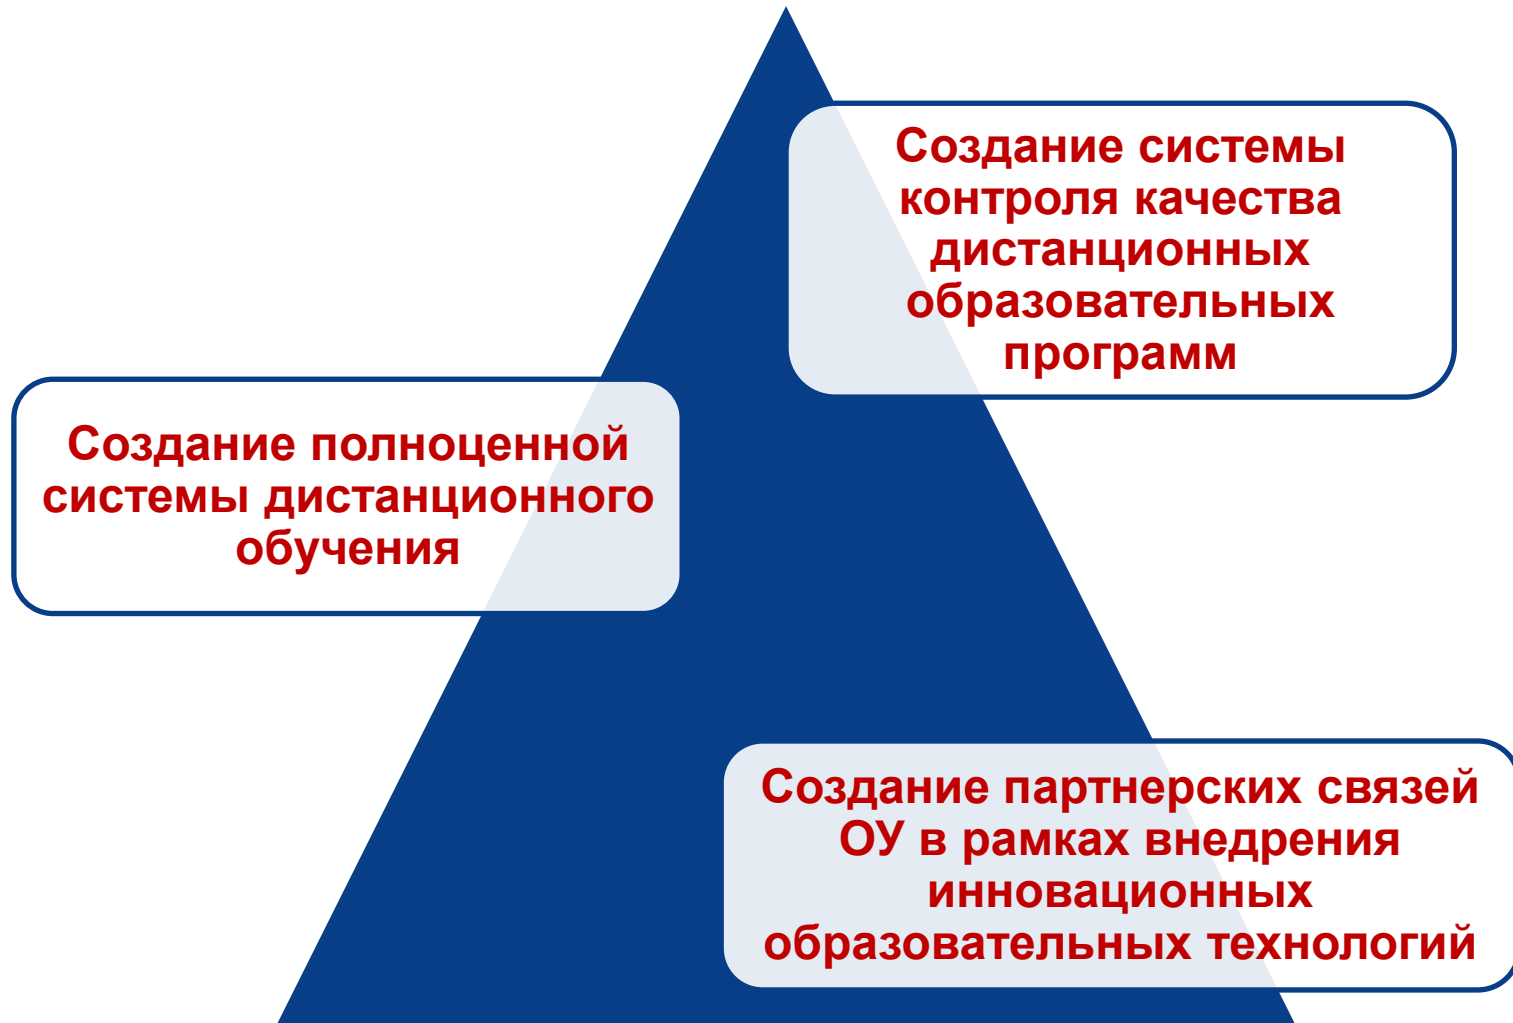 Создание системы
контроля качества
дистанционных
образовательных
программ
Создание полноценной
системы дистанционного
обучения
Создание партнерских связей
ОУ в рамках внедрения
инновационных
образовательных технологий